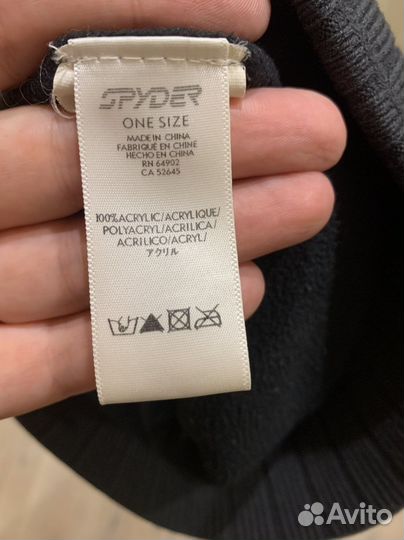 SPYDER
ONE SIZE
MADE IN CHINA
FABRIQUÉ EN CHINE
HECHO EN CHINA
RN 64902
CA 52645
100%ACRYLIC/ACRYLIQUE/
POLYACRYL/ACRILICA/
ACRILICO/ACRYL/
アクリル
Avito